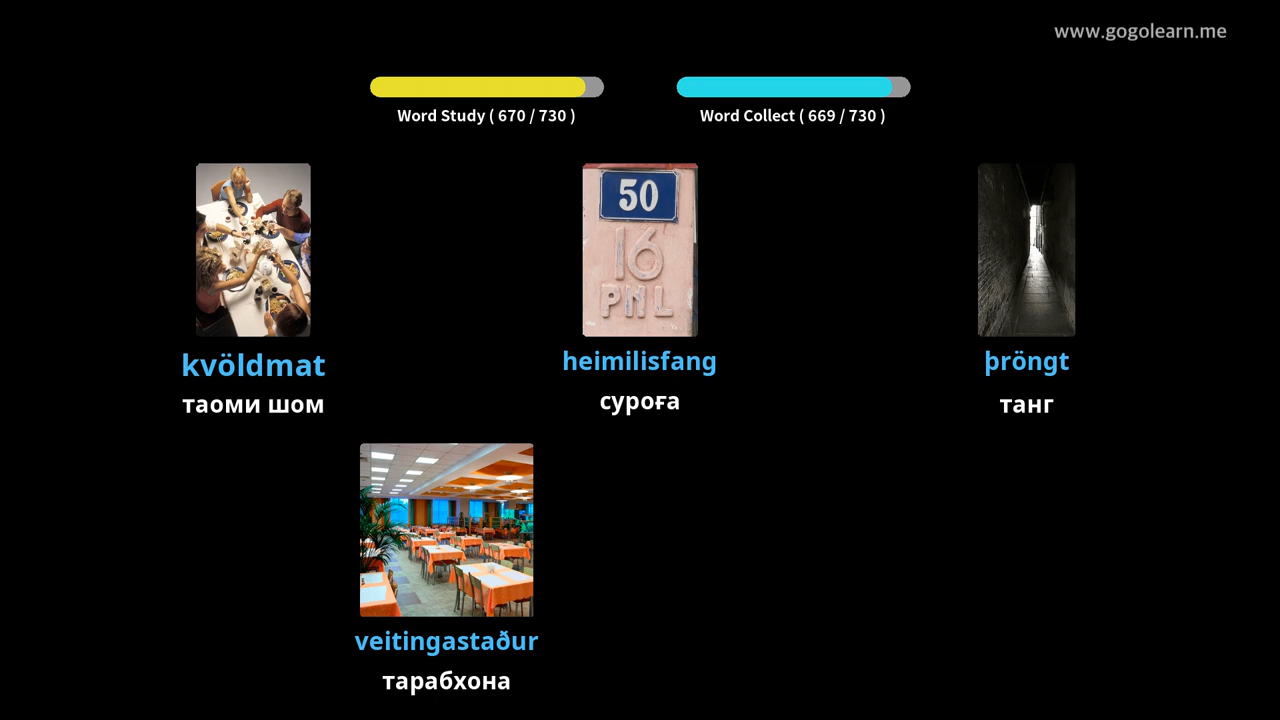 www.gogolearn.me
Word Study ( 670 / 730 )
Word Collect ( 669 / 730 )
50
16
PNL
kvöldmat
heimilisfang
þröngt
таоми шом
суроға
танг
veitingastaður
тарабхона